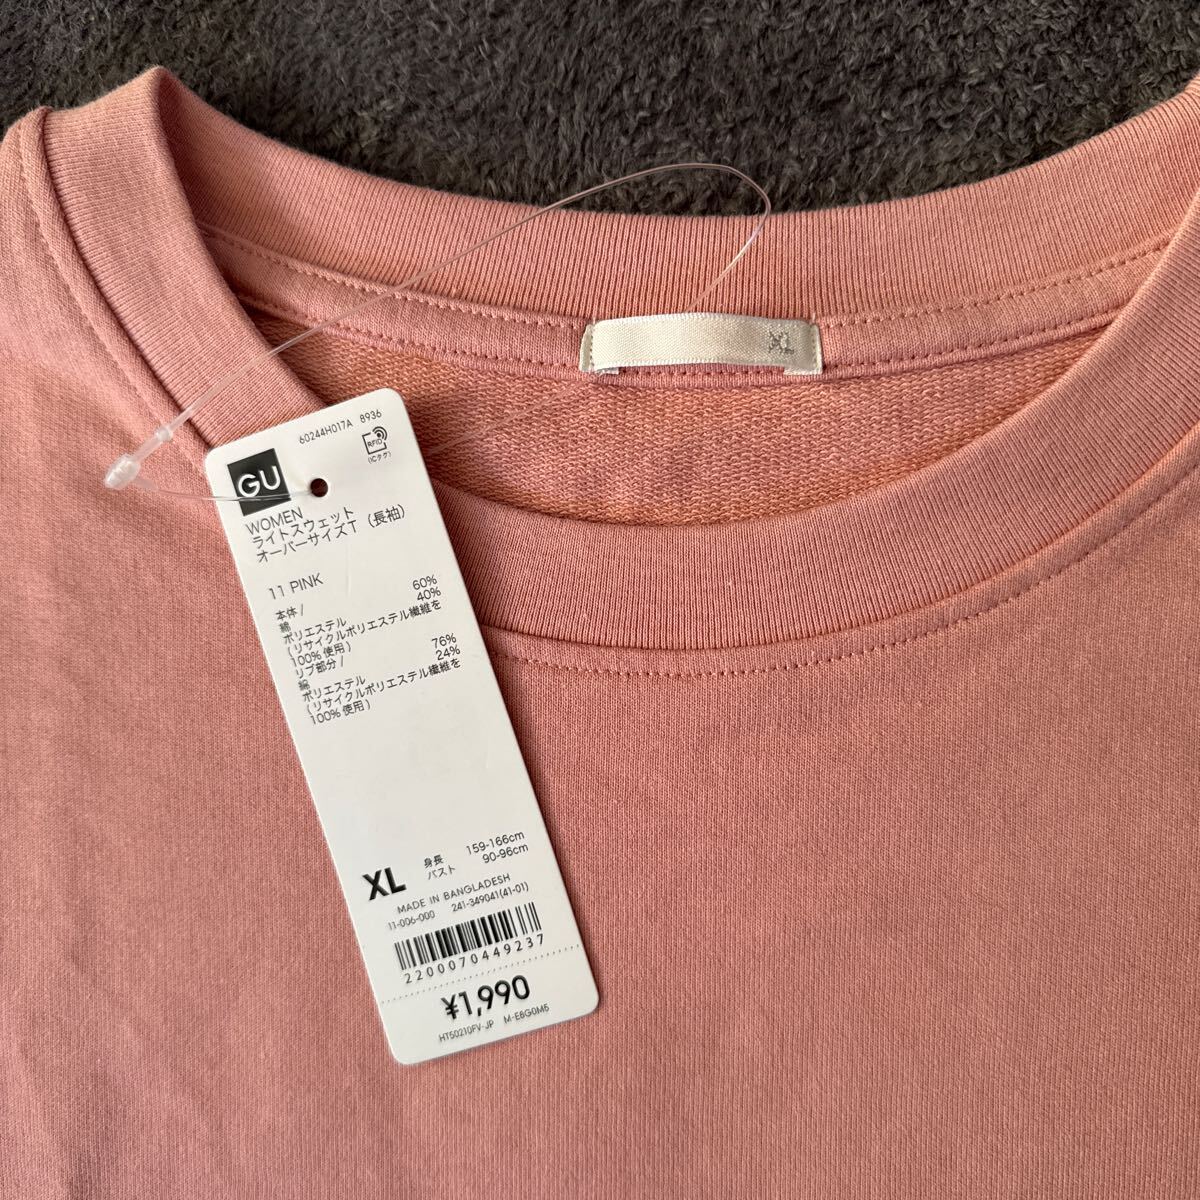 XL
60244H017A 8936
RFID
(ICタグ)
GU
WOMEN
ライトスウェット
オーバーサイズT(長袖)
11 PINK
本体/
綿 60%
ポリエステル 40%
(リサイクルポリエステル繊維を
100%使用)
リブ部分/
綿 76%
ポリエステル 24%
(リサイクルポリエステル繊維を
100%使用)
XL
身長 159-166cm
バスト 90-96cm
MADE IN BANGLADESH
11-006-000 241-349041(41-01)
2200070449237
¥1,990
HT50210FV-JP M-E8G0M5